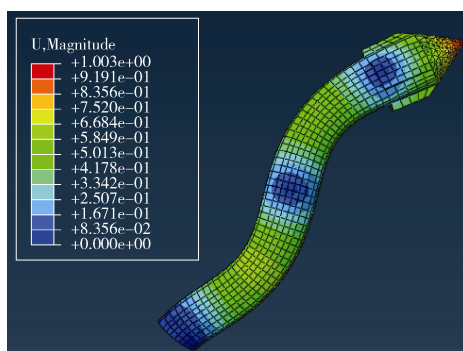 U,Magnitude
+1.003e+00
+9.191e−01
+8.356e−01
+7.520e−01
+6.684e−01
+5.849e−01
+5.013e−01
+4.178e−01
+3.342e−01
+2.507e−01
+1.671e−01
+8.356e−02
+0.000e+00